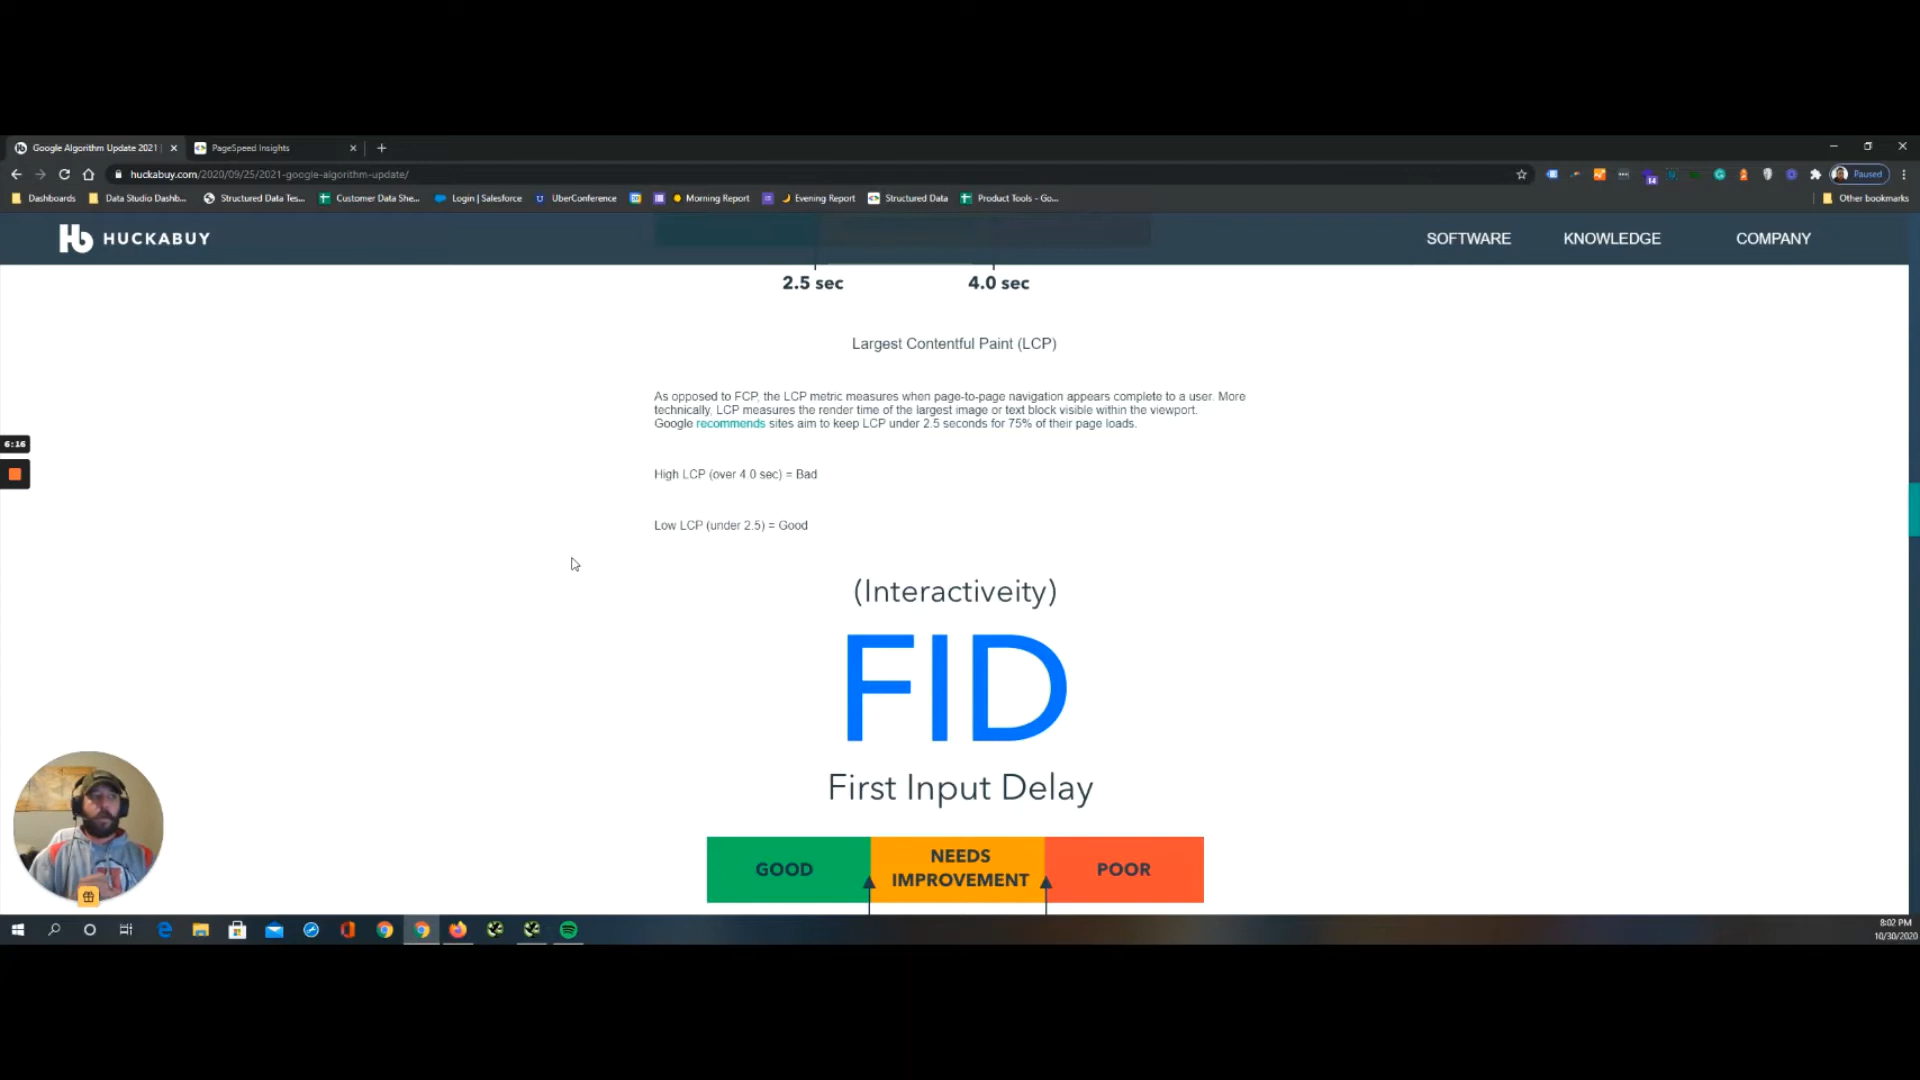 Google Algorithm Update 2021
PageSpeed Insights
huckabuy.com/2020/09/25/2021-google-algorithm-update/
Paused
Dashboards
Data Studio Dashb...
Structured Data Tes...
Customer Data She...
Login | Salesforce
UberConference
Morning Report
Evening Report
Structured Data
Product Tools - Go...
Other bookmarks
Hb HUCKABUY
SOFTWARE
KNOWLEDGE
COMPANY
2.5 sec
4.0 sec
Largest Contentful Paint (LCP)
As opposed to FCP, the LCP metric measures when page-to-page navigation appears complete to a user. More
technically, LCP measures the render time of the largest image or text block visible within the viewport.
Google recommends sites aim to keep LCP under 2.5 seconds for 75% of their page loads.
6:16
High LCP (over 4.0 sec) = Bad
Low LCP (under 2.5) = Good
(Interactiveity)
FID
First Input Delay
GOOD
NEEDS
IMPROVEMENT
POOR
8:02 PM
10/30/2020